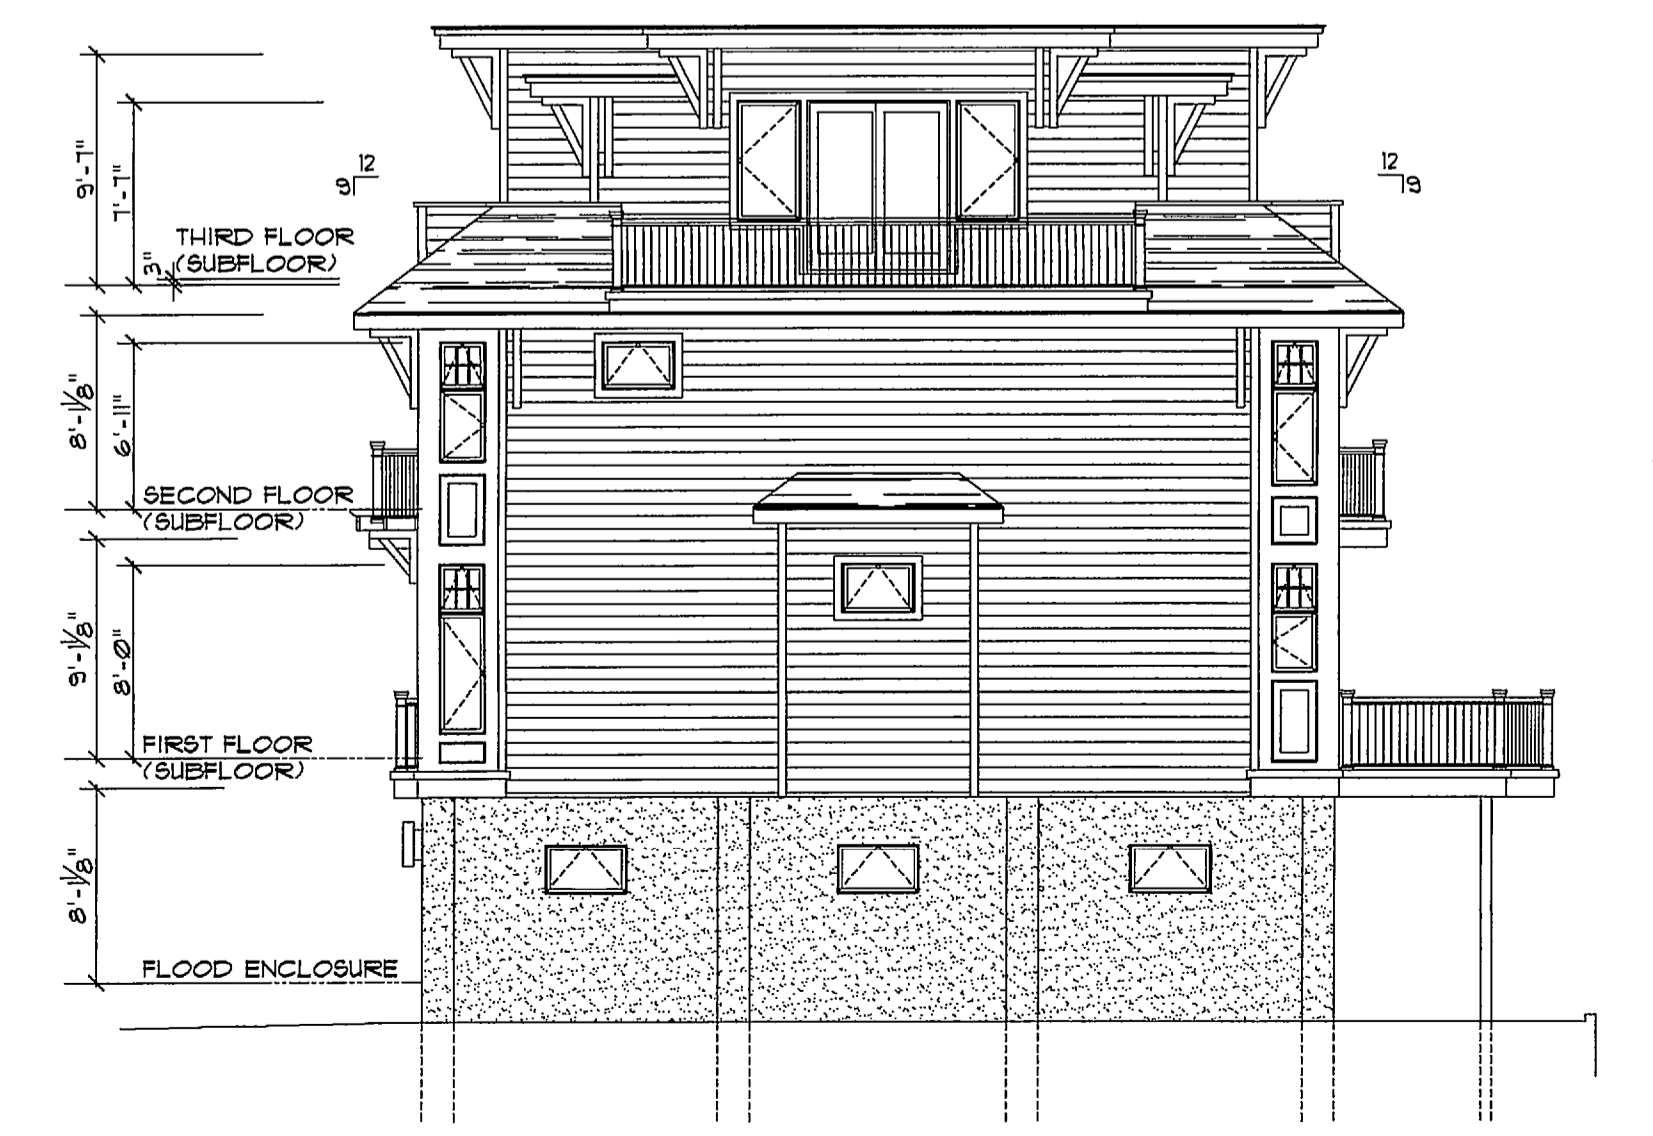 9'-7"
7'-7"
12
9
12
9
THIRD FLOOR
3"
(SUBFLOOR)
8'-1/8"
6'-11"
SECOND FLOOR
(SUBFLOOR)
9'-1/8"
8'-0"
FIRST FLOOR
(SUBFLOOR)
8'-1/8"
FLOOD ENCLOSURE